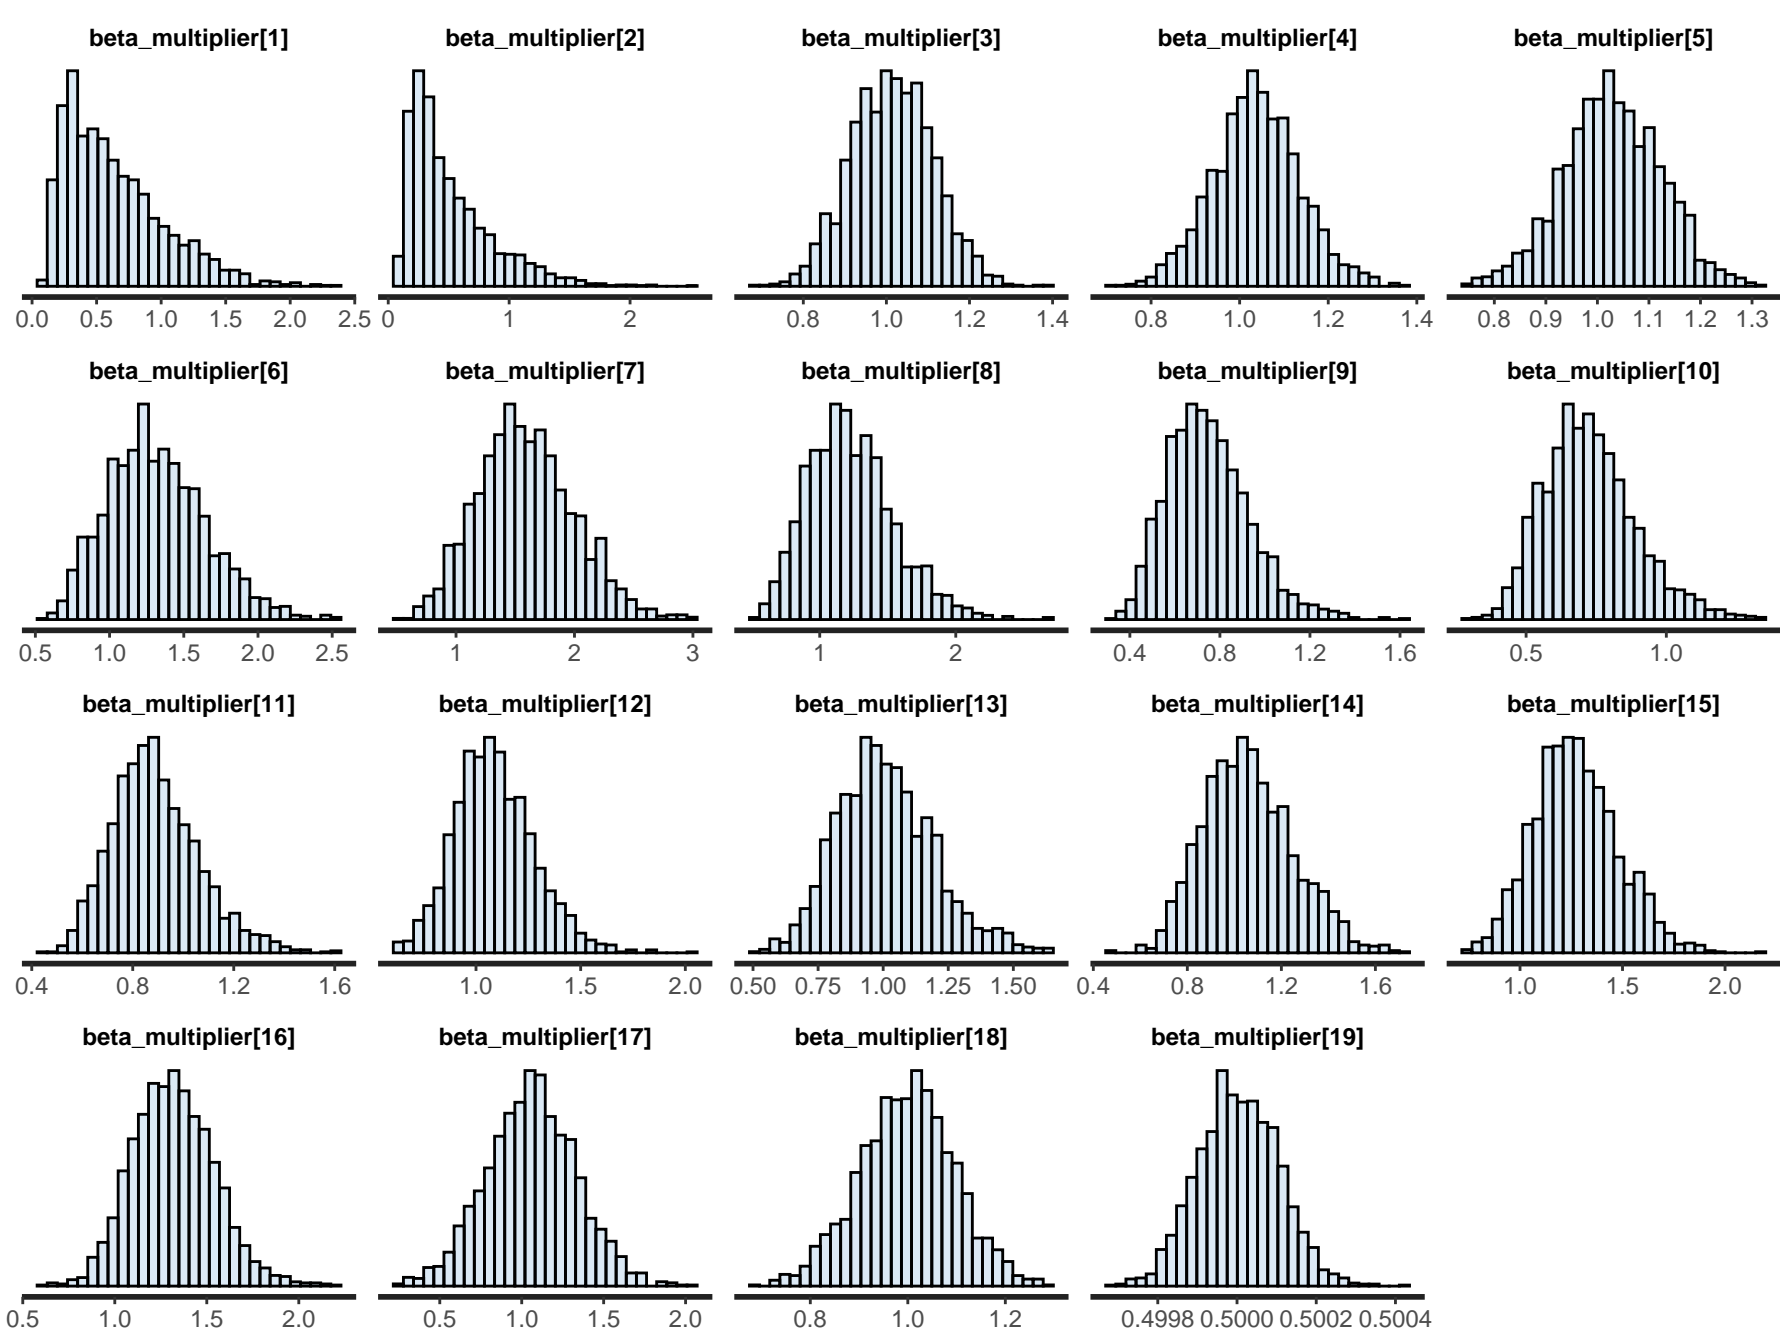 beta_multiplier[1] beta_multiplier[2] beta_multiplier[3] beta_multiplier[4] beta_multiplier[5]
0.0 0.5 1.0 1.5 2.0 2.5 0 1 2 0.8 1.0 1.2 1.4 0.8 1.0 1.2 1.4 0.8 0.9 1.0 1.1 1.2 1.3
beta_multiplier[6] beta_multiplier[7] beta_multiplier[8] beta_multiplier[9] beta_multiplier[10]
0.5 1.0 1.5 2.0 2.5 1 2 3 1 2 0.4 0.8 1.2 1.6 0.5 1.0
beta_multiplier[11] beta_multiplier[12] beta_multiplier[13] beta_multiplier[14] beta_multiplier[15]
0.4 0.8 1.2 1.6 1.0 1.5 2.0 0.50 0.75 1.00 1.25 1.50 0.4 0.8 1.2 1.6 1.0 1.5 2.0
beta_multiplier[16] beta_multiplier[17] beta_multiplier[18] beta_multiplier[19]
0.5 1.0 1.5 2.0 0.5 1.0 1.5 2.0 0.8 1.0 1.2 0.4998 0.5000 0.5002 0.5004